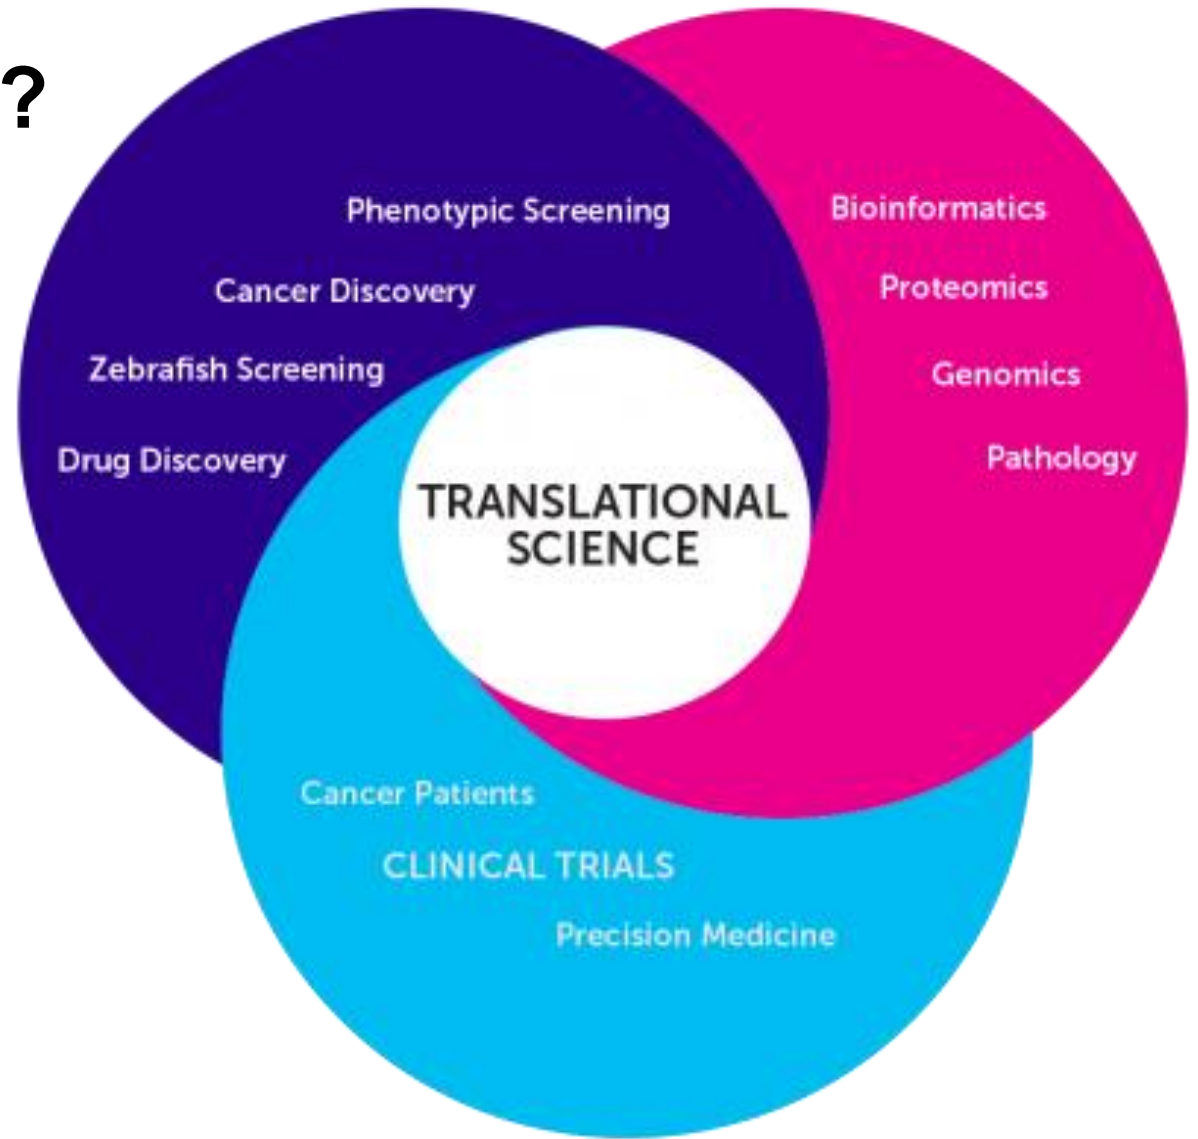 ?
Phenotypic Screening
Cancer Discovery
Zebrafish Screening
Drug Discovery
Bioinformatics
Proteomics
Genomics
Pathology
TRANSLATIONAL
SCIENCE
Cancer Patients
CLINICAL TRIALS
Precision Medicine